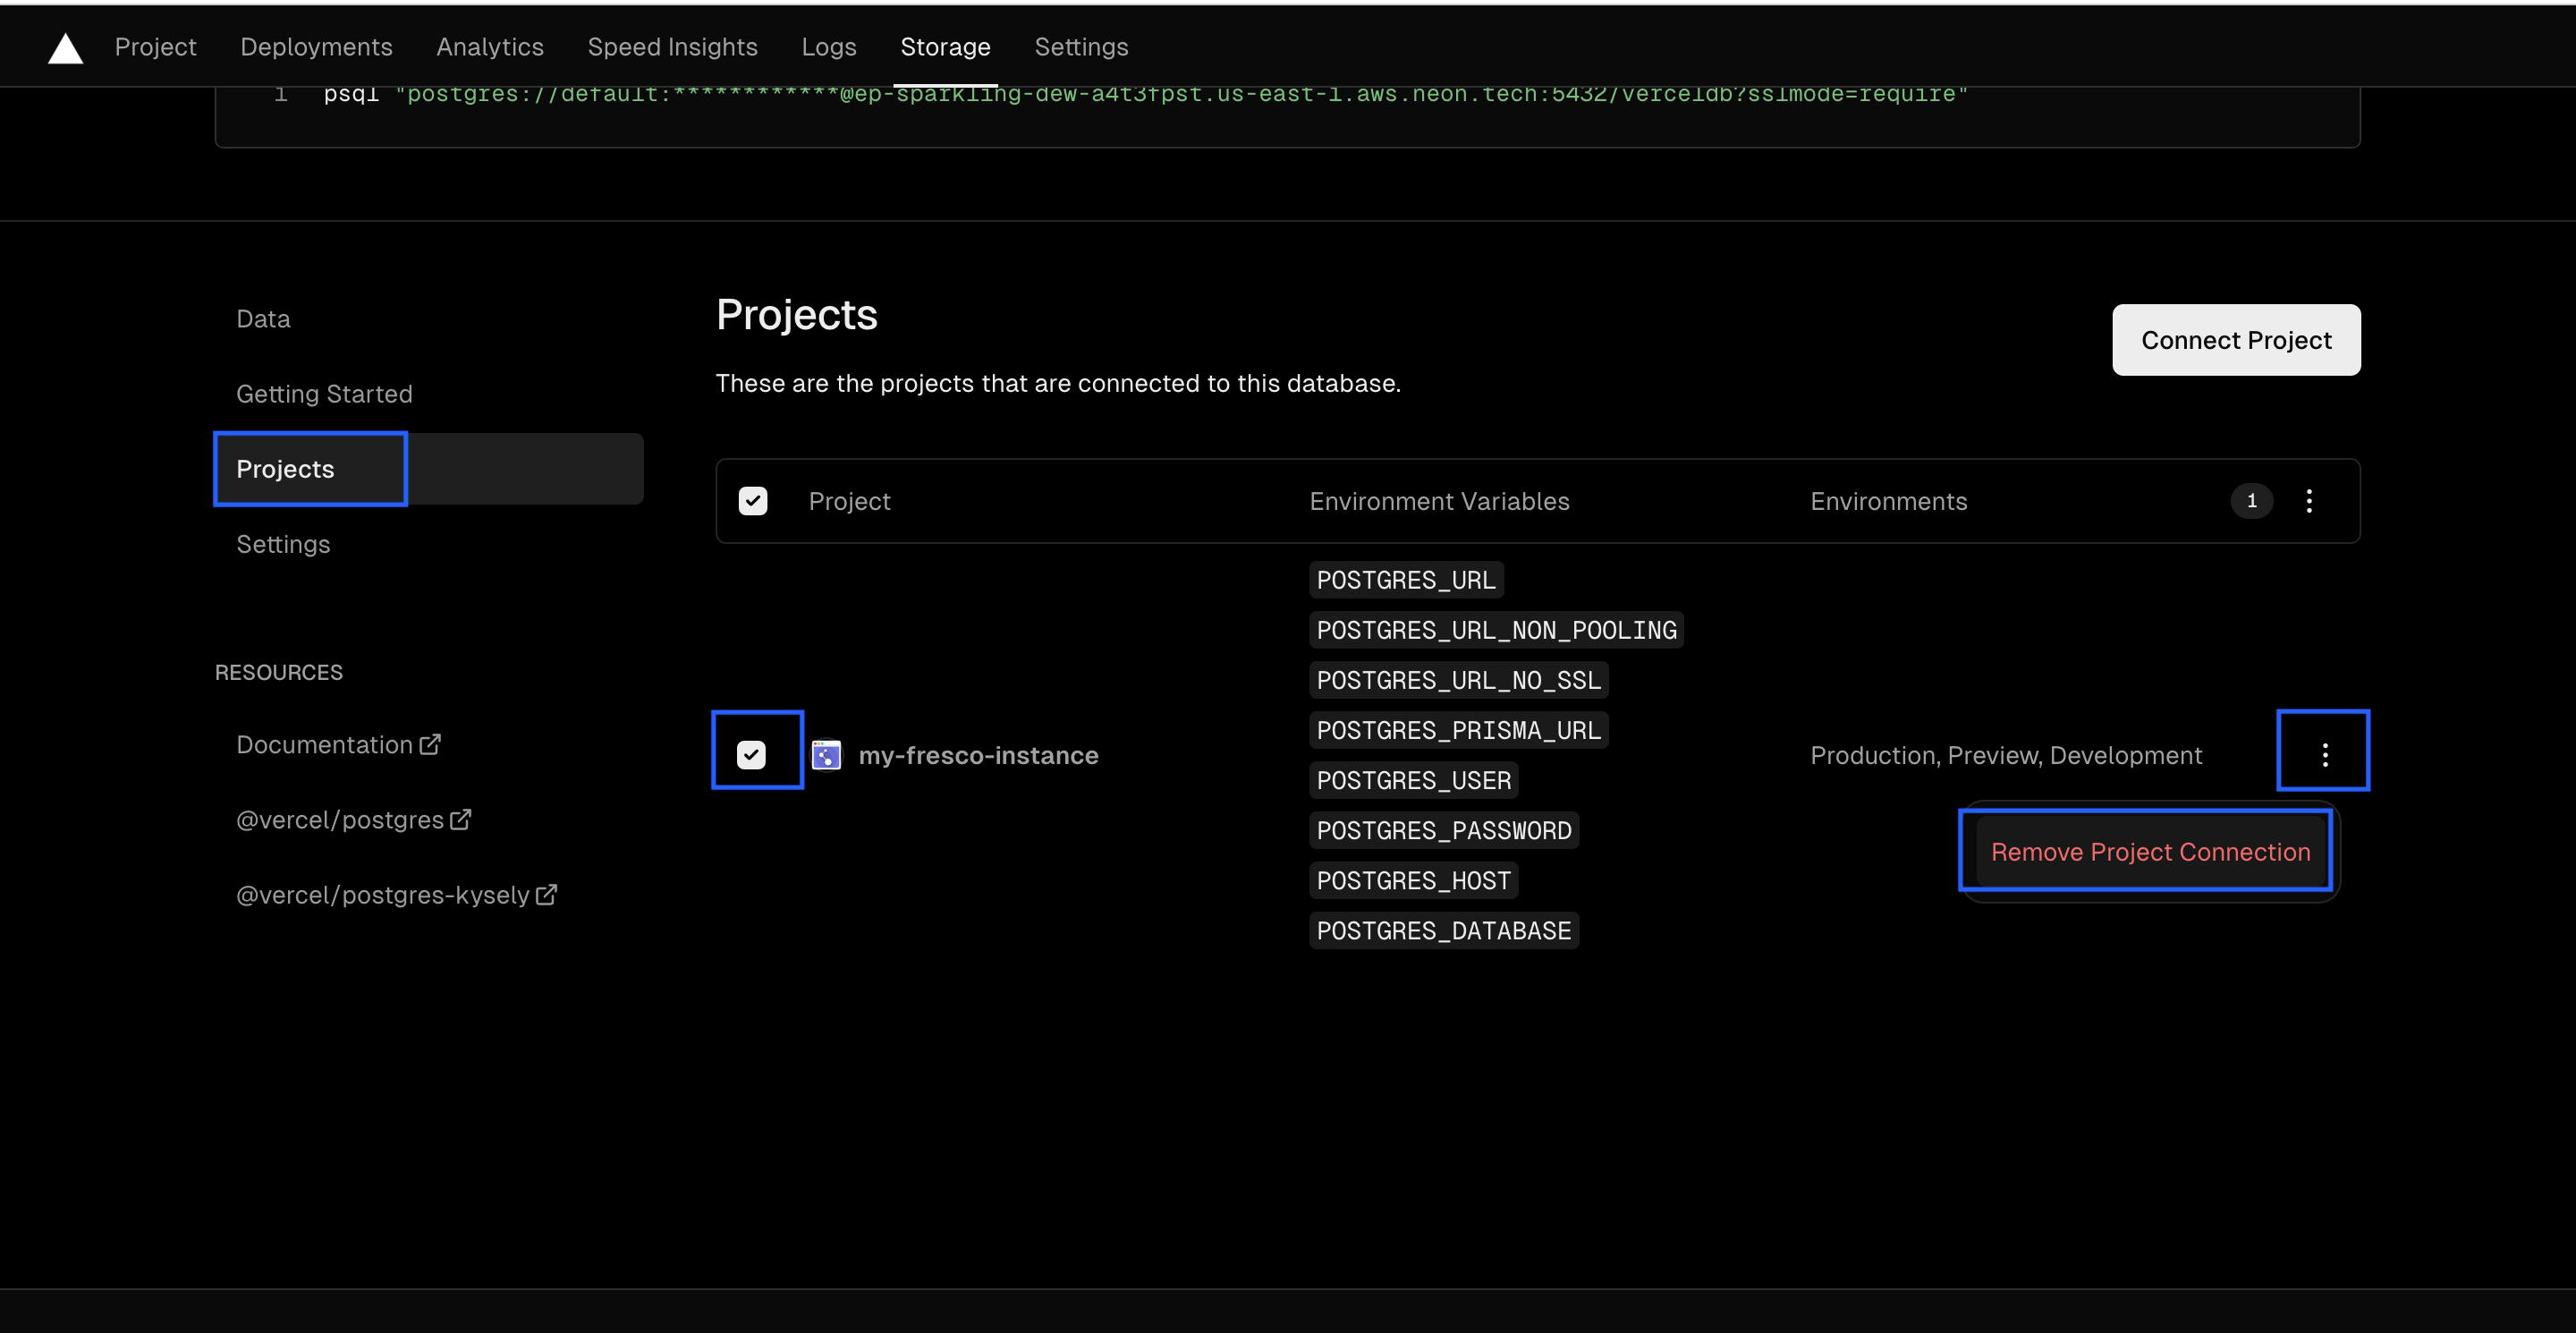 Project Deployments Analytics Speed Insights Logs Storage Settings
1 psql "postgres://default:************@ep-sparkling-dew-a4t3fpst.us-east-1.aws.neon.tech:5432/verceldb?sslmode=require"
Data
Getting Started
Projects
Settings
RESOURCES
Documentation
@vercel/postgres
@vercel/postgres-kysely
Projects
Connect Project
These are the projects that are connected to this database.
Project Environment Variables Environments 1
POSTGRES_URL
POSTGRES_URL_NON_POOLING
POSTGRES_URL_NO_SSL
POSTGRES_PRISMA_URL
my-fresco-instance Production, Preview, Development
POSTGRES_USER
POSTGRES_PASSWORD
Remove Project Connection
POSTGRES_HOST
POSTGRES_DATABASE